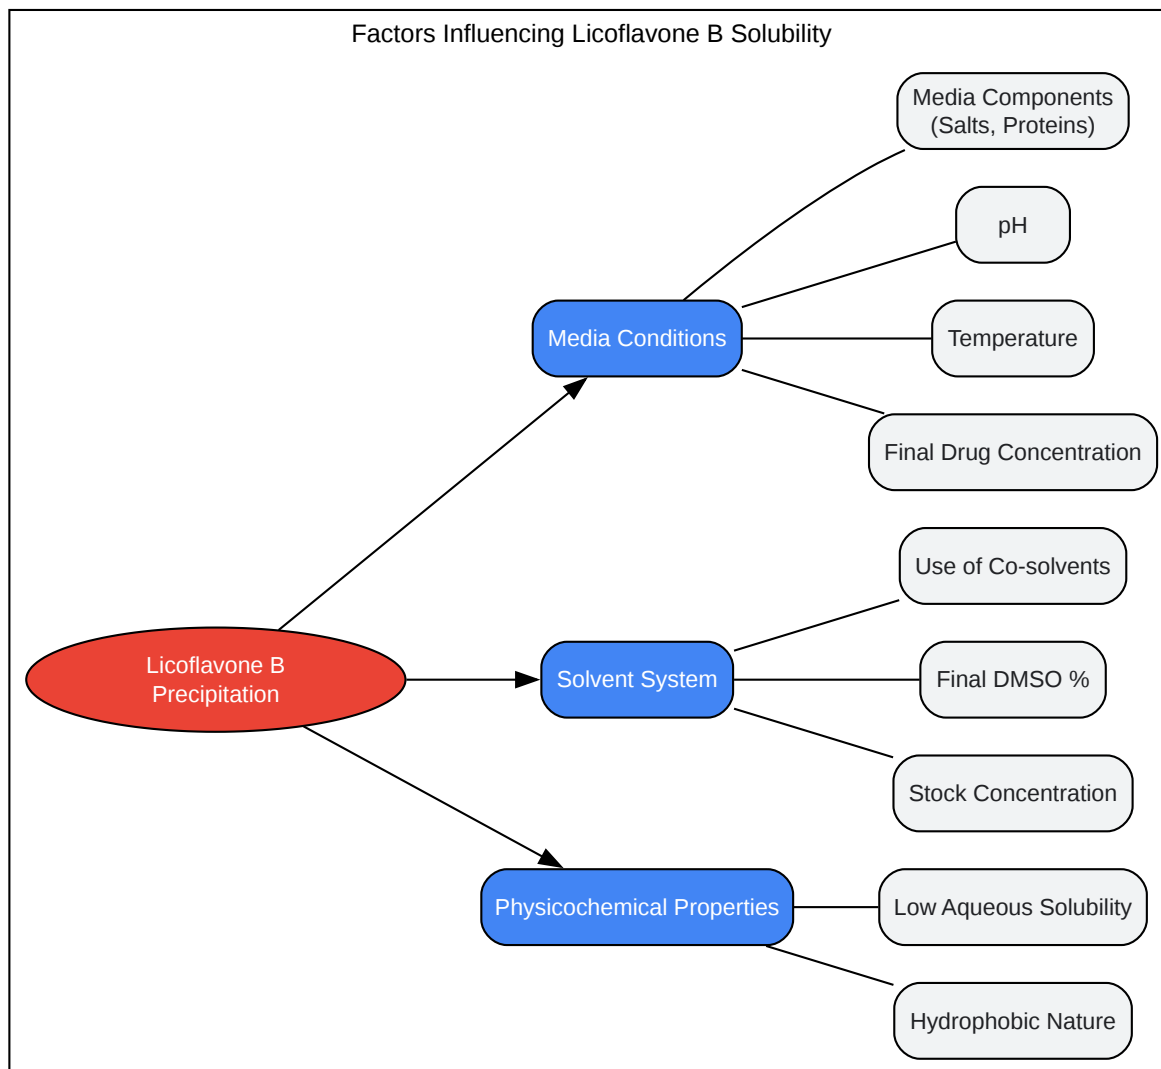 Factors Influencing Licoflavone B Solubility
Media Components
(Salts, Proteins)
pH
Media Conditions
Temperature
Final Drug Concentration
Use of Co-solvents
Licoflavone B
Precipitation
Solvent System
Final DMSO %
Stock Concentration
Physicochemical Properties
Low Aqueous Solubility
Hydrophobic Nature